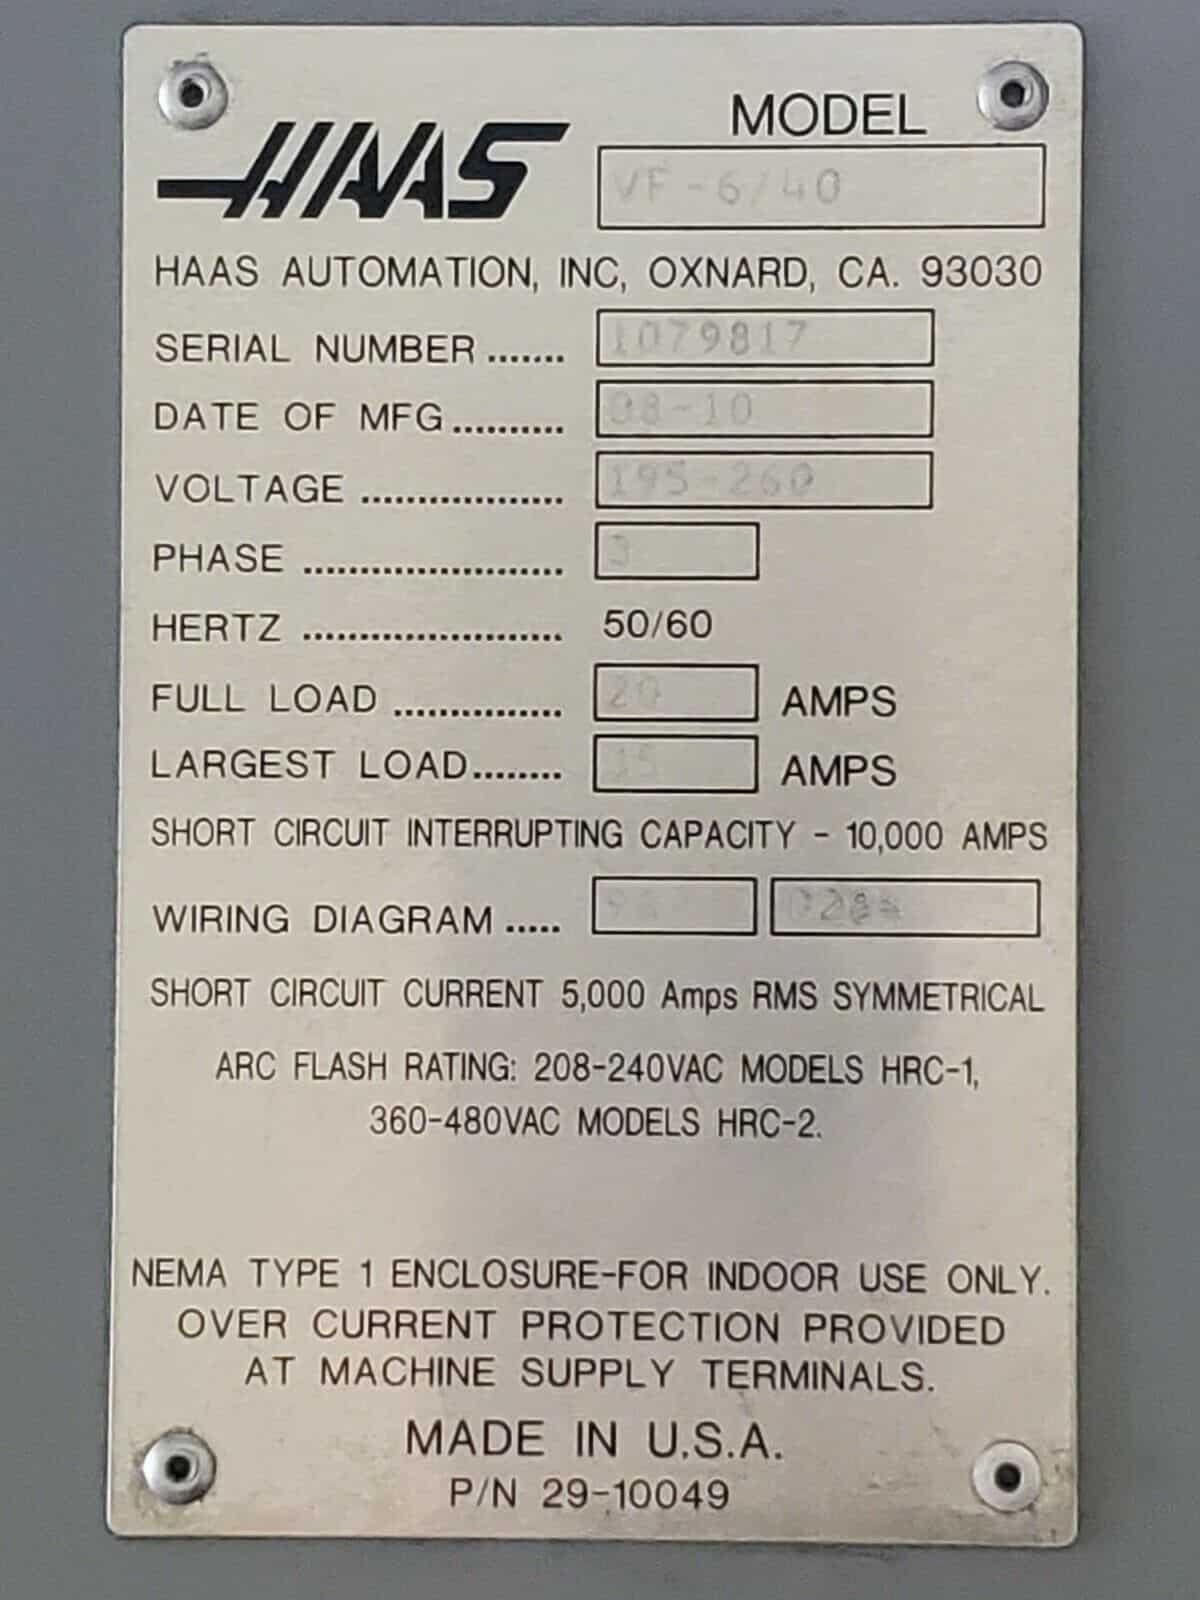 HAAS
MODEL
VF-6/40
HAAS AUTOMATION, INC, OXNARD, CA. 93030
SERIAL NUMBER ....... 1079817
DATE OF MFG .......... 08-10
VOLTAGE .................. 195-260
PHASE ....................... 3
HERTZ ....................... 50/60
FULL LOAD ............... 20 AMPS
LARGEST LOAD........ 15 AMPS
SHORT CIRCUIT INTERRUPTING CAPACITY - 10,000 AMPS
WIRING DIAGRAM .....
SHORT CIRCUIT CURRENT 5,000 Amps RMS SYMMETRICAL
ARC FLASH RATING: 208-240VAC MODELS HRC-1,
360-480VAC MODELS HRC-2.
NEMA TYPE 1 ENCLOSURE-FOR INDOOR USE ONLY.
OVER CURRENT PROTECTION PROVIDED
AT MACHINE SUPPLY TERMINALS.
MADE IN U.S.A.
P/N 29-10049